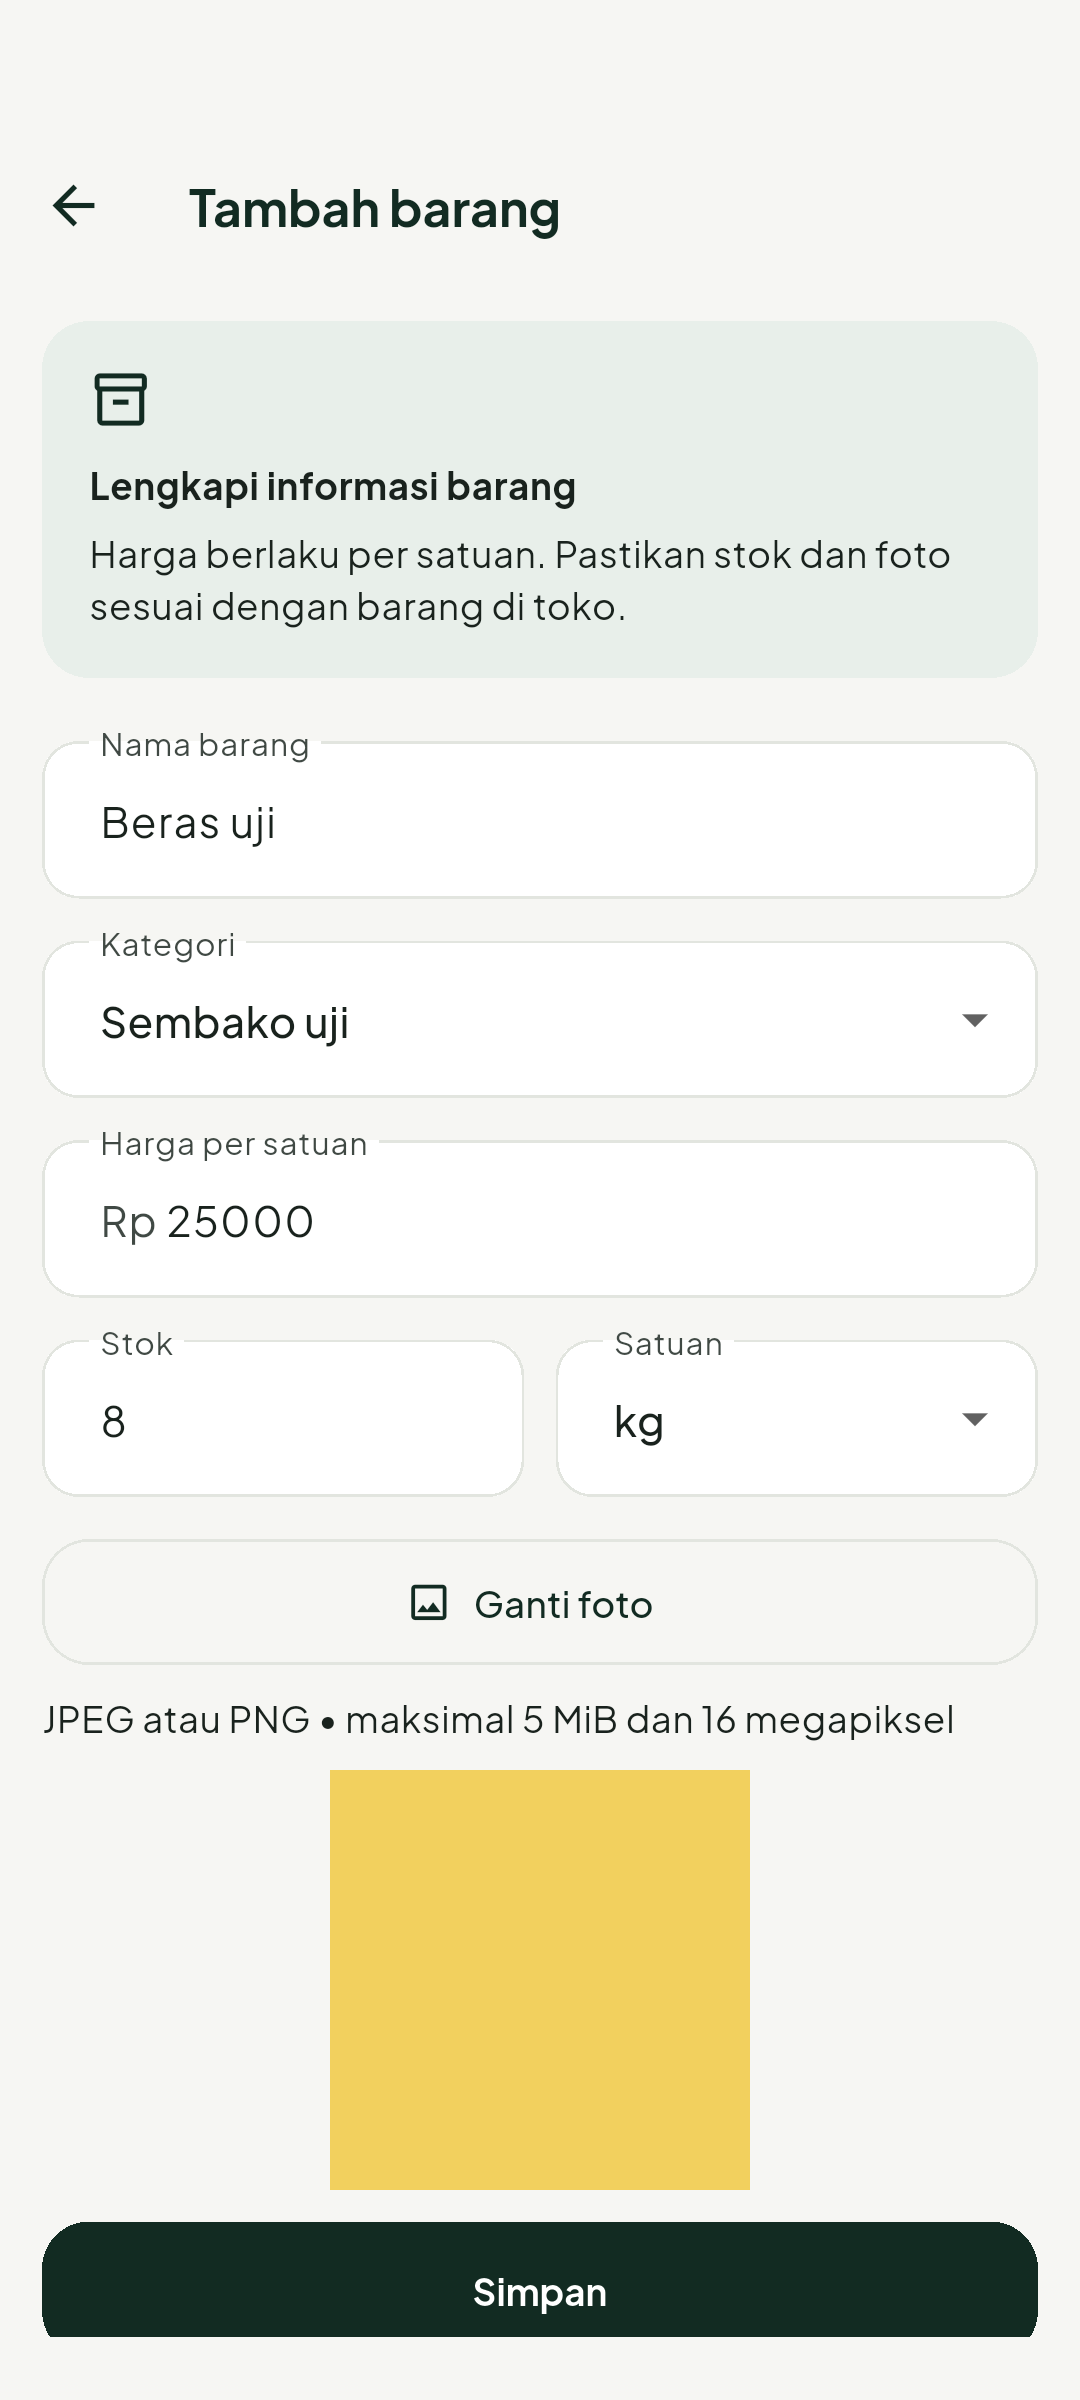 Tambah barang
Lengkapi informasi barang
Harga berlaku per satuan. Pastikan stok dan foto
sesuai dengan barang di toko.
Nama barang
Beras uji
Kategori
Sembako uji
Harga per satuan
Rp 25000
Stok
8
Satuan
kg
Ganti foto
JPEG atau PNG • maksimal 5 MiB dan 16 megapiksel
Simpan